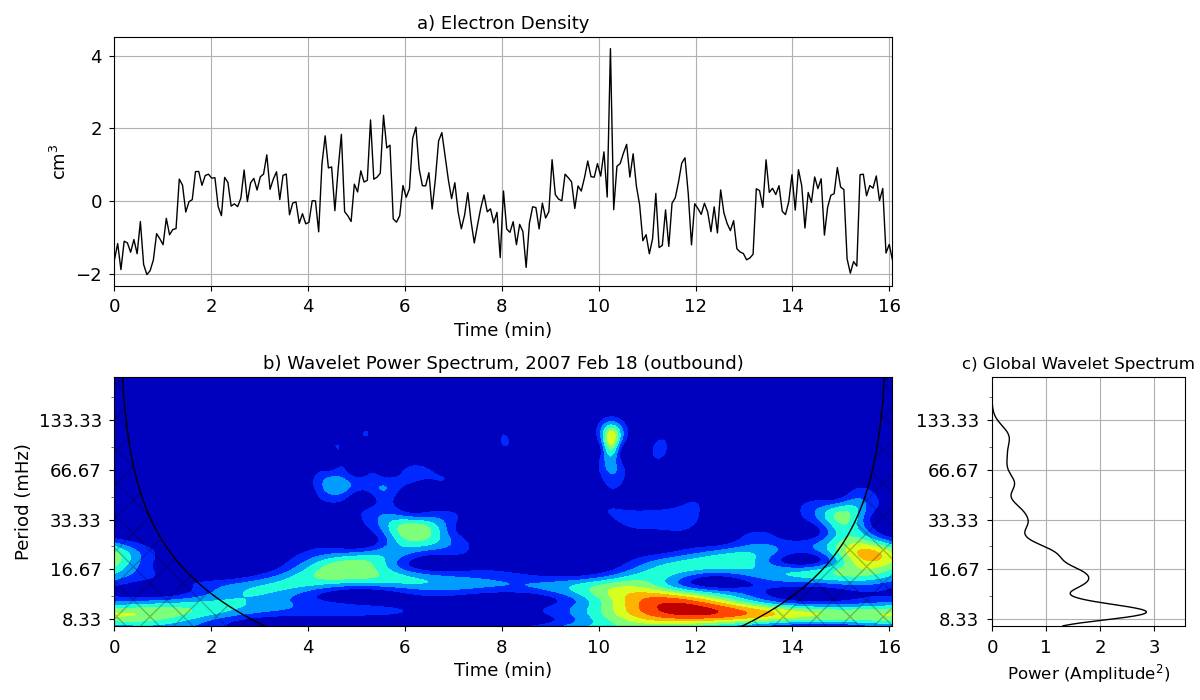 a) Electron Density
4
2
0
−2
cm³
0 2 4 6 8 10 12 14 16
Time (min)
b) Wavelet Power Spectrum, 2007 Feb 18 (outbound)
133.33
66.67
33.33
16.67
8.33
Period (mHz)
0 2 4 6 8 10 12 14 16
Time (min)
c) Global Wavelet Spectrum
133.33
66.67
33.33
16.67
8.33
0 1 2 3
Power (Amplitude²)